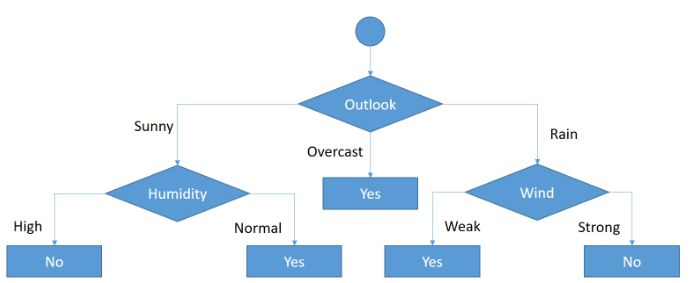 Outlook
Sunny
Overcast
Rain
Humidity
Yes
Wind
High
Normal
Weak
Strong
No
Yes
Yes
No